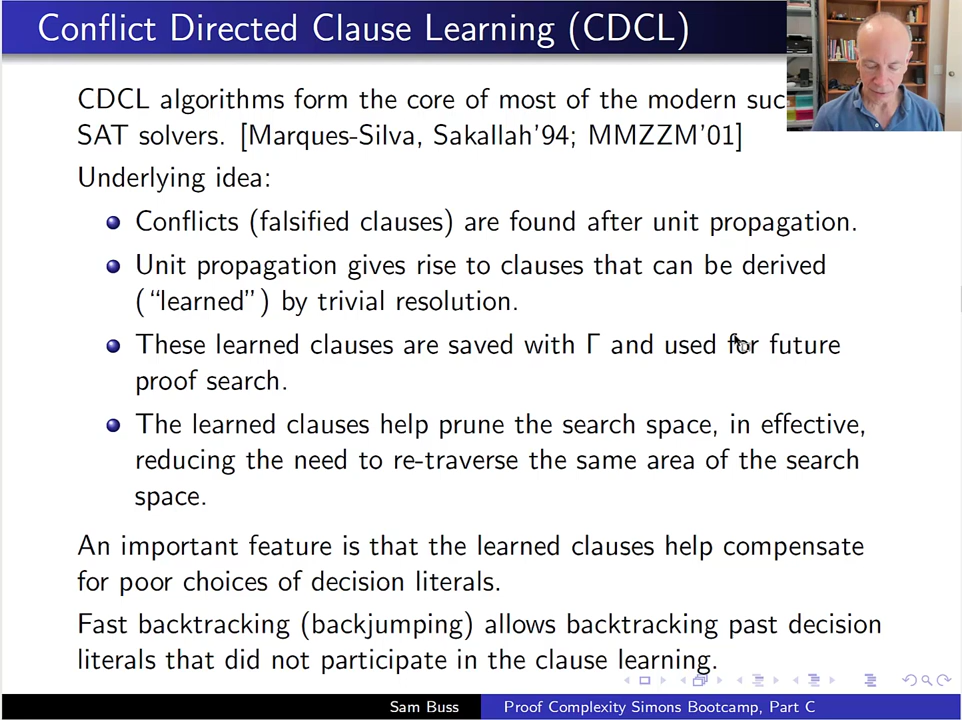 Conflict Directed Clause Learning (CDCL)
CDCL algorithms form the core of most of the modern
SAT solvers. [Marques-Silva, Sakallah'94; MMZZM'01]
Underlying idea:
Conflicts (falsified clauses) are found after unit propagation.
Unit propagation gives rise to clauses that can be derived
(“learned”) by trivial resolution.
These learned clauses are saved with Γ and used for future
proof search.
The learned clauses help prune the search space, in effective,
reducing the need to re-traverse the same area of the search
space.
An important feature is that the learned clauses help compensate
for poor choices of decision literals.
Fast backtracking (backjumping) allows backtracking past decision
literals that did not participate in the clause learning.
Sam Buss Proof Complexity Simons Bootcamp, Part C